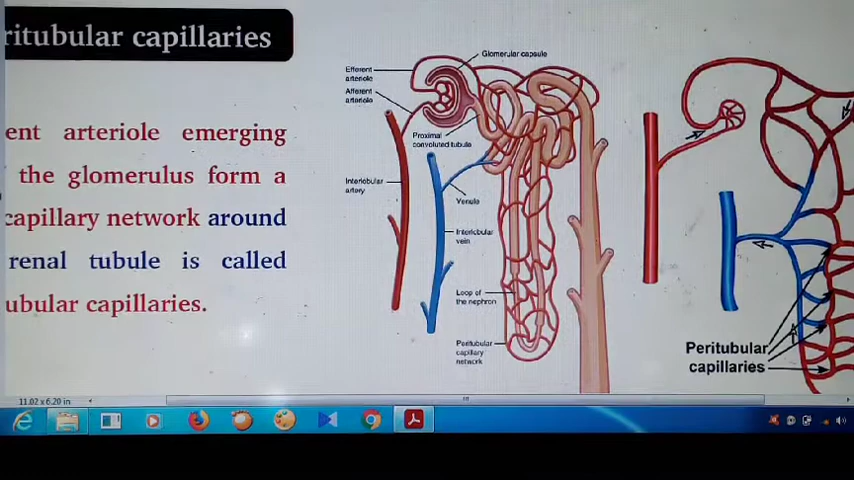 ritubular capillaries
ent arteriole emerging
the glomerulus form a
capillary network around
renal tubule is called
ubular capillaries.
Glomerular capsule
Efferent
arteriole
Afferent
arteriole
Proximal
convoluted tubule
Interlobular
artery
Venule
Interlobular
vein
Loop of
the nephron
Peritubular
capillary
network
Peritubular
capillaries
11.02 x 6.20 in